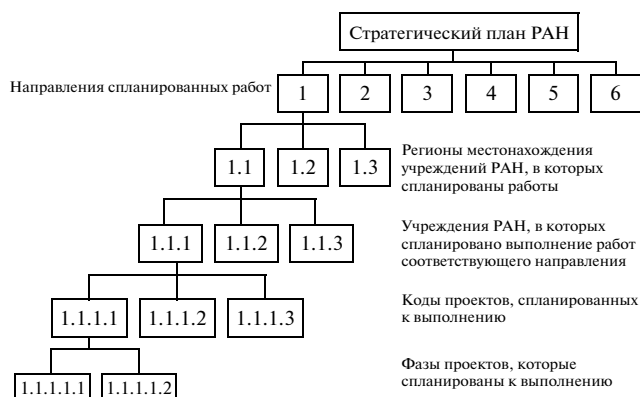 Стратегический план РАН
Направления спланированных работ
1 2 3 4 5 6
1.1 1.2 1.3
Регионы местонахождения
учреждений РАН, в которых
спланированы работы
1.1.1 1.1.2 1.1.3
Учреждения РАН, в которых
спланировано выполнение работ
соответствующего направления
1.1.1.1 1.1.1.2 1.1.1.3
Коды проектов, спланированных
к выполнению
1.1.1.1.1 1.1.1.1.2
Фазы проектов, которые
спланированы к выполнению